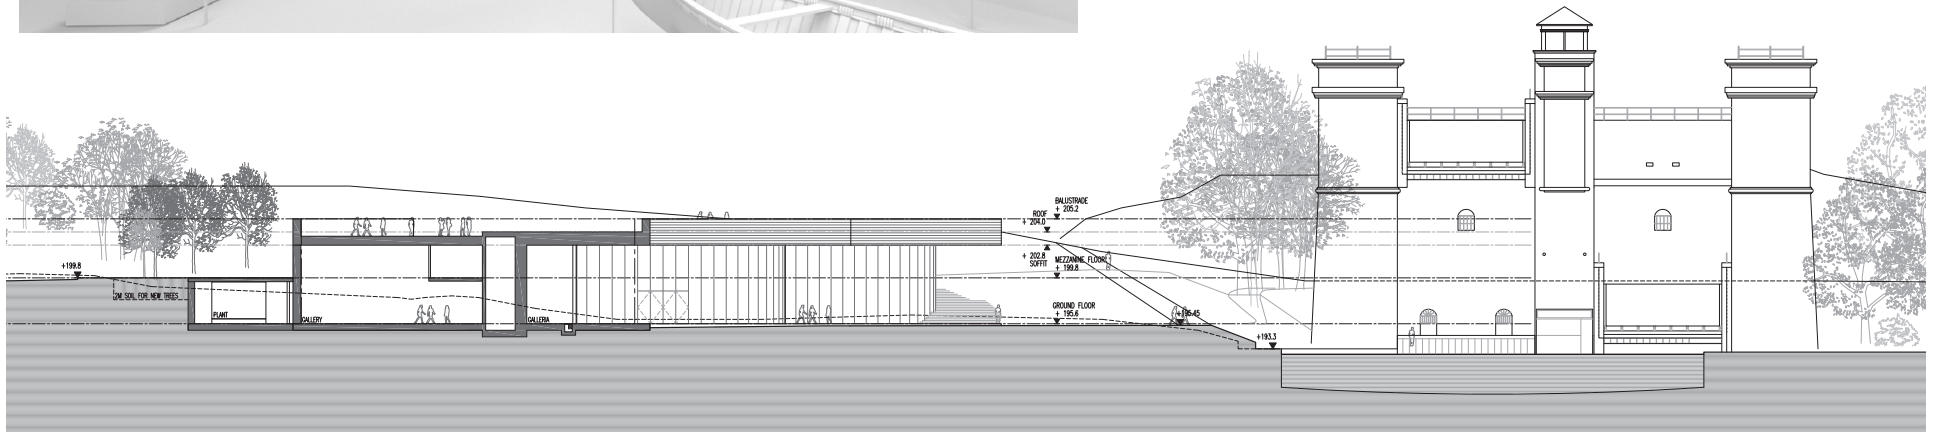 BALUSTRADE
+ 205.2
ROOF
+ 204.0
+ 202.8
SOFFIT
MEZZANINE FLOOR
+ 199.8
+199.8
2M SOIL FOR NEW TREES
PLANT
GALLERY
GALLERIA
GROUND FLOOR
+ 195.6
+195.45
+193.3